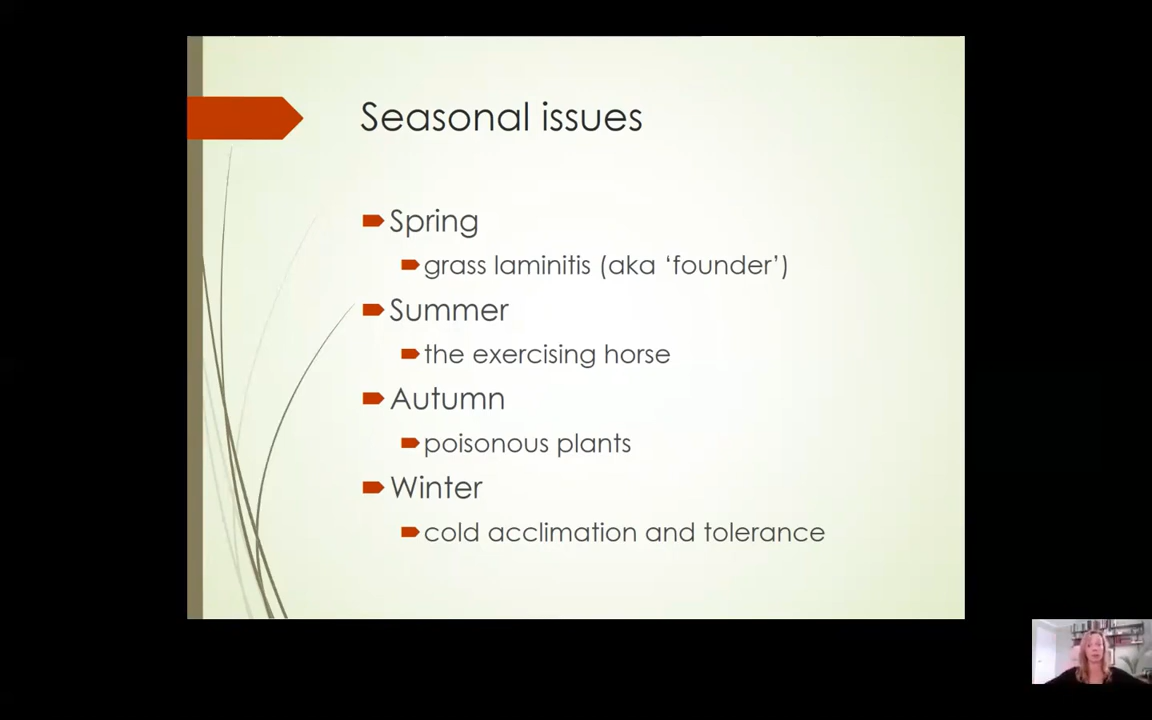 Seasonal issues
Spring
grass laminitis (aka ‘founder’)
Summer
the exercising horse
Autumn
poisonous plants
Winter
cold acclimation and tolerance